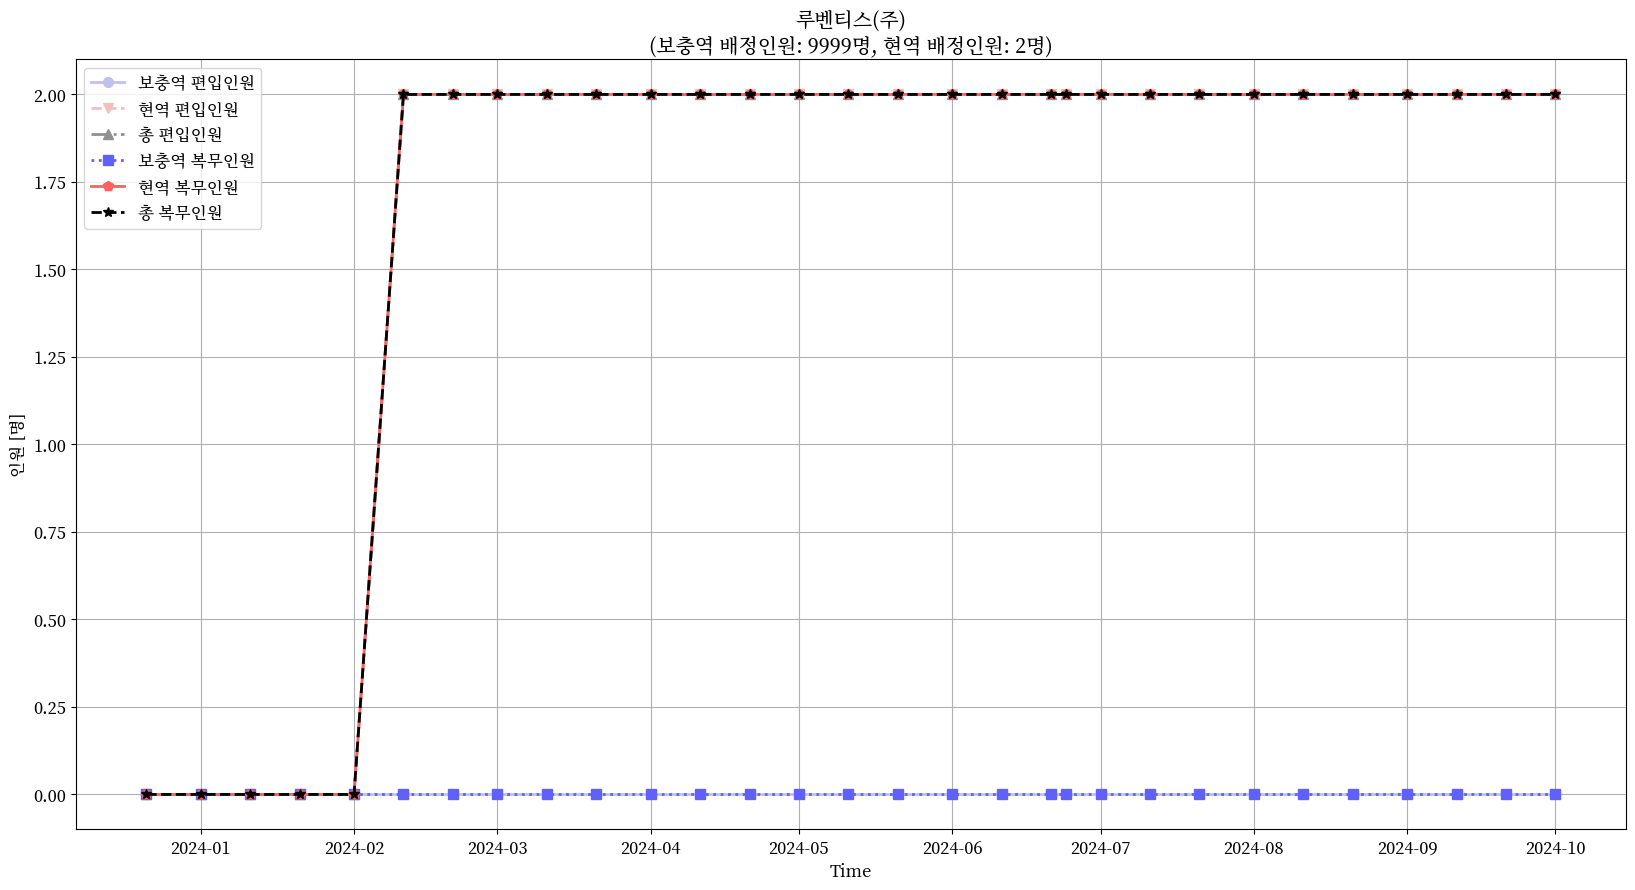 루벤티스(주)
(보충역 배정인원: 9999명, 현역 배정인원: 2명)
보충역 편입인원
현역 편입인원
총 편입인원
보충역 복무인원
현역 복무인원
총 복무인원
인원 [명]
2.00
1.75
1.50
1.25
1.00
0.75
0.50
0.25
0.00
2024-01 2024-02 2024-03 2024-04 2024-05 2024-06 2024-07 2024-08 2024-09 2024-10
Time